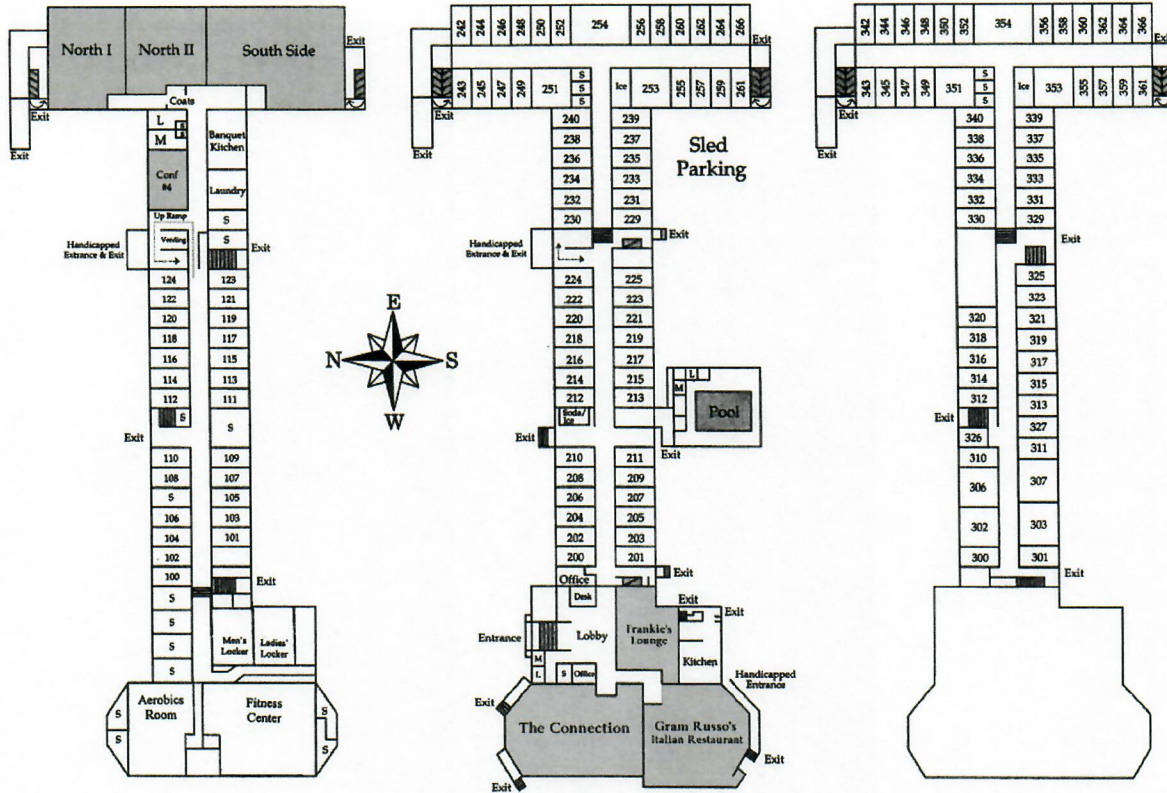 North I
North II
South Side
Exit
Coats
Exit
Exit
Exit
L
S
S
M
Banquet
Kitchen
Conf
#4
Laundry
Up Ramp
S
Vending
S
Handicapped
Entrance & Exit
Exit
124
123
122
121
120
119
118
117
116
115
114
113
112
111
S
S
Exit
110
109
108
107
S
105
106
103
104
101
102
100
Exit
S
S
Men's
Locker
Ladies'
Locker
S
S
S
Aerobics
Room
Fitness
Center
S
S
S
N
E
S
W
242
244
246
248
250
252
254
256
258
260
262
264
266
Exit
243
245
247
249
251
S
S
S
Ice
253
255
257
259
261
Exit
Exit
Exit
240
239
238
237
236
235
234
233
232
231
230
229
Sled
Parking
Exit
Handicapped
Entrance & Exit
224
225
222
223
220
221
218
219
216
217
214
215
212
213
Soda/
Ice
L
M
Pool
Exit
Exit
210
211
208
209
206
207
204
205
202
203
200
201
Office
Exit
Desk
Entrance
Lobby
Frankie's
Lounge
Exit
Exit
Kitchen
M
L
S
Office
Handicapped
Entrance
Exit
The Connection
Gram Russo's
Italian Restaurant
Exit
Exit
342
344
346
348
350
352
354
356
358
360
362
364
366
Exit
343
345
347
349
351
S
S
S
Ice
353
355
357
359
361
Exit
Exit
Exit
340
339
338
337
336
335
334
333
332
331
330
329
Exit
325
323
320
321
318
319
316
317
314
315
312
313
Exit
327
326
311
310
306
307
302
303
300
301
Exit